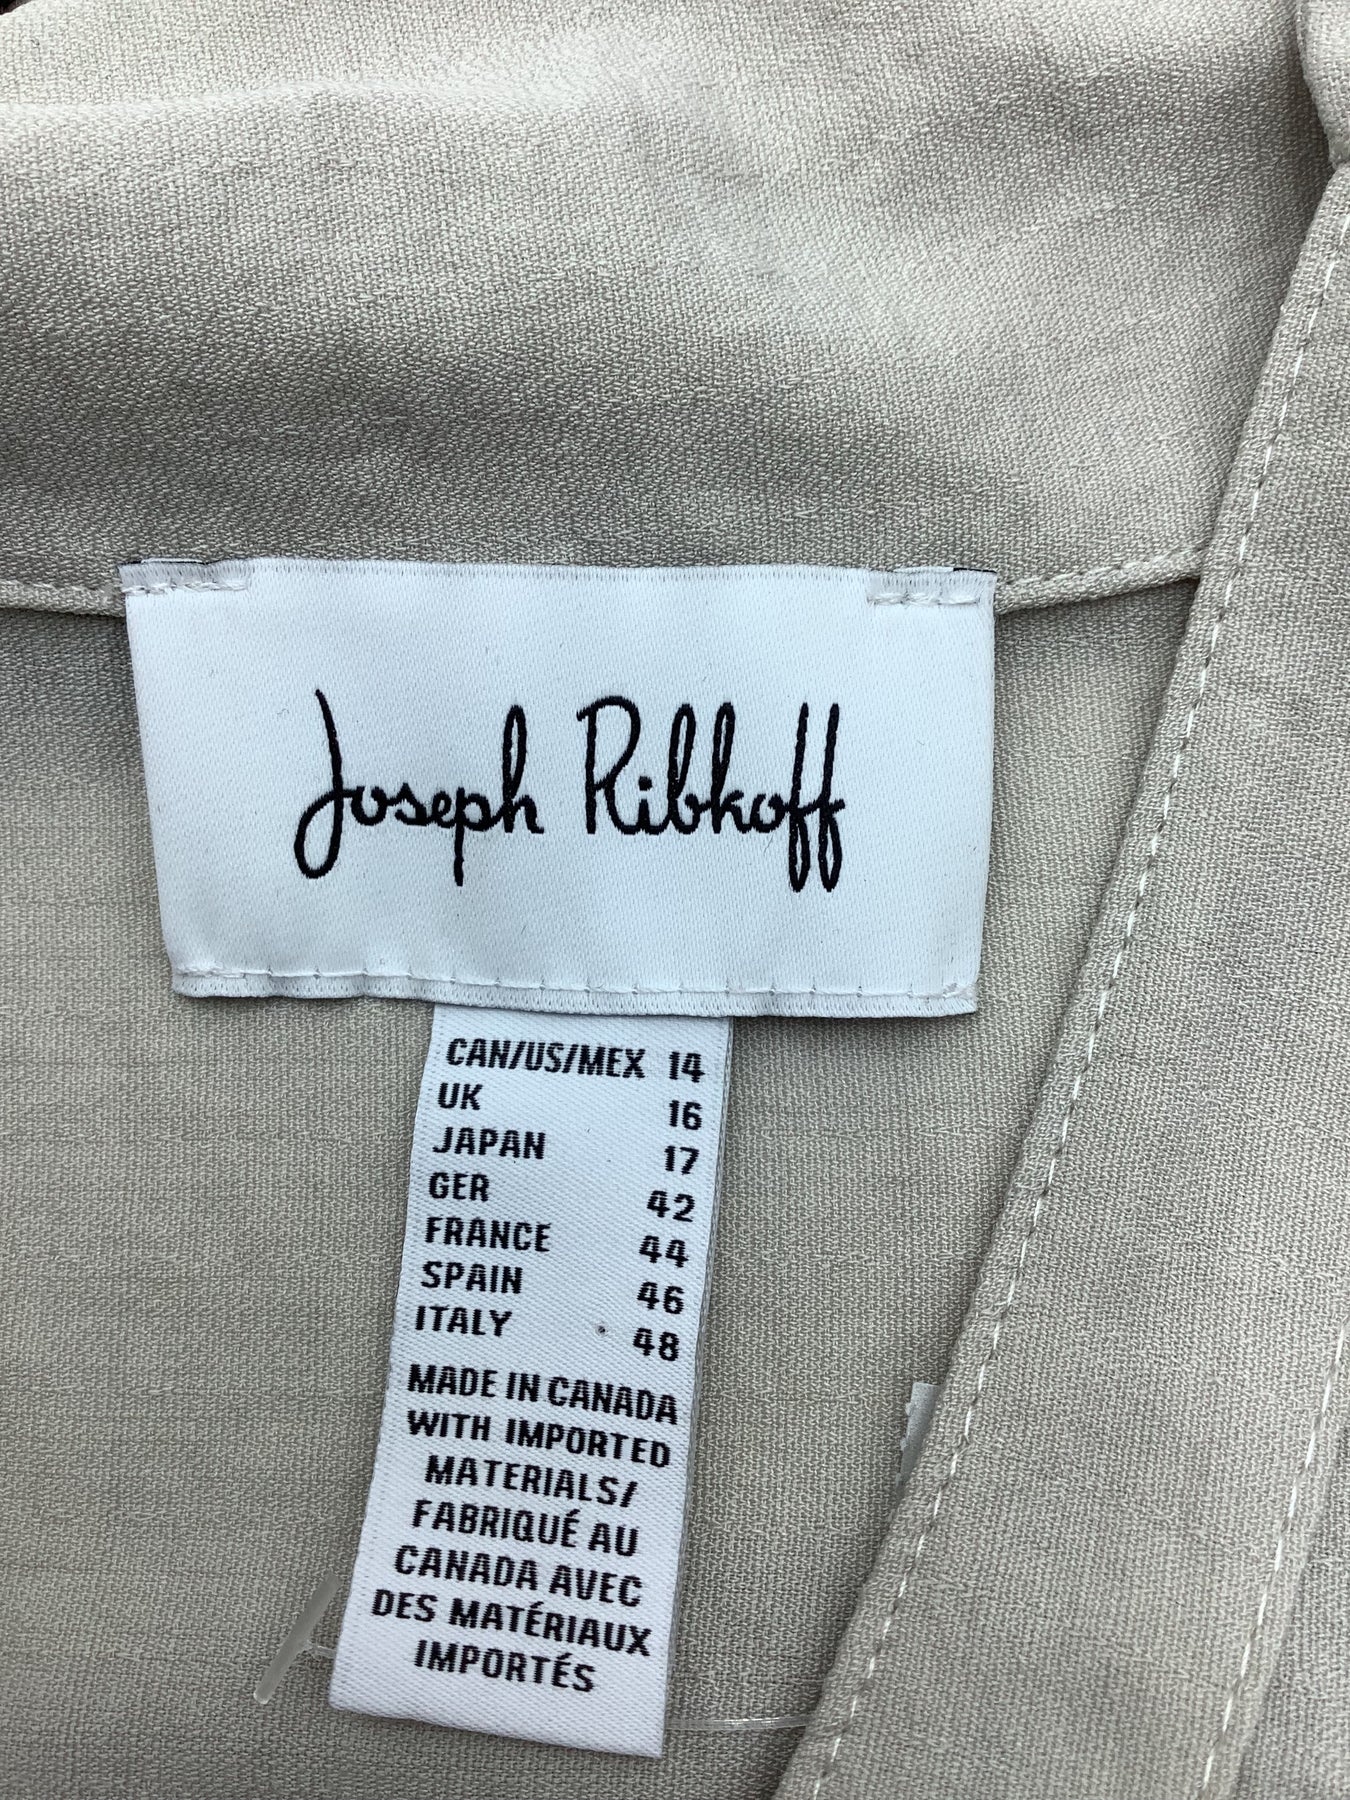 Joseph Ribkoff
CAN/US/MEX 14
UK 16
JAPAN 17
GER 42
FRANCE 44
SPAIN 46
ITALY 48
MADE IN CANADA
WITH IMPORTED
MATERIALS/
FABRIQUÉ AU
CANADA AVEC
DES MATÉRIAUX
IMPORTÉS